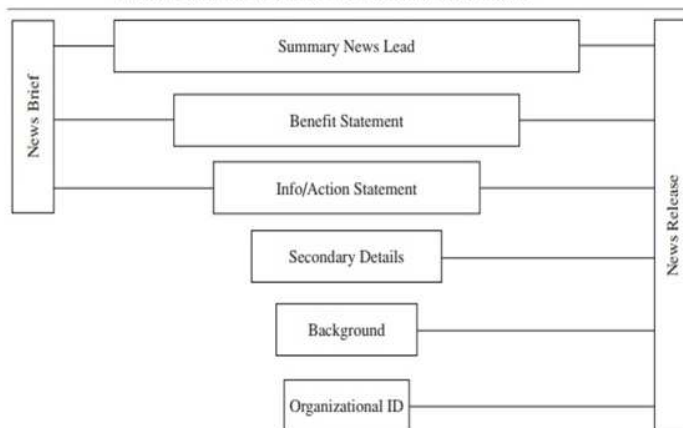 News Brief
Summary News Lead
Benefit Statement
Info/Action Statement
Secondary Details
Background
Organizational ID
News Release